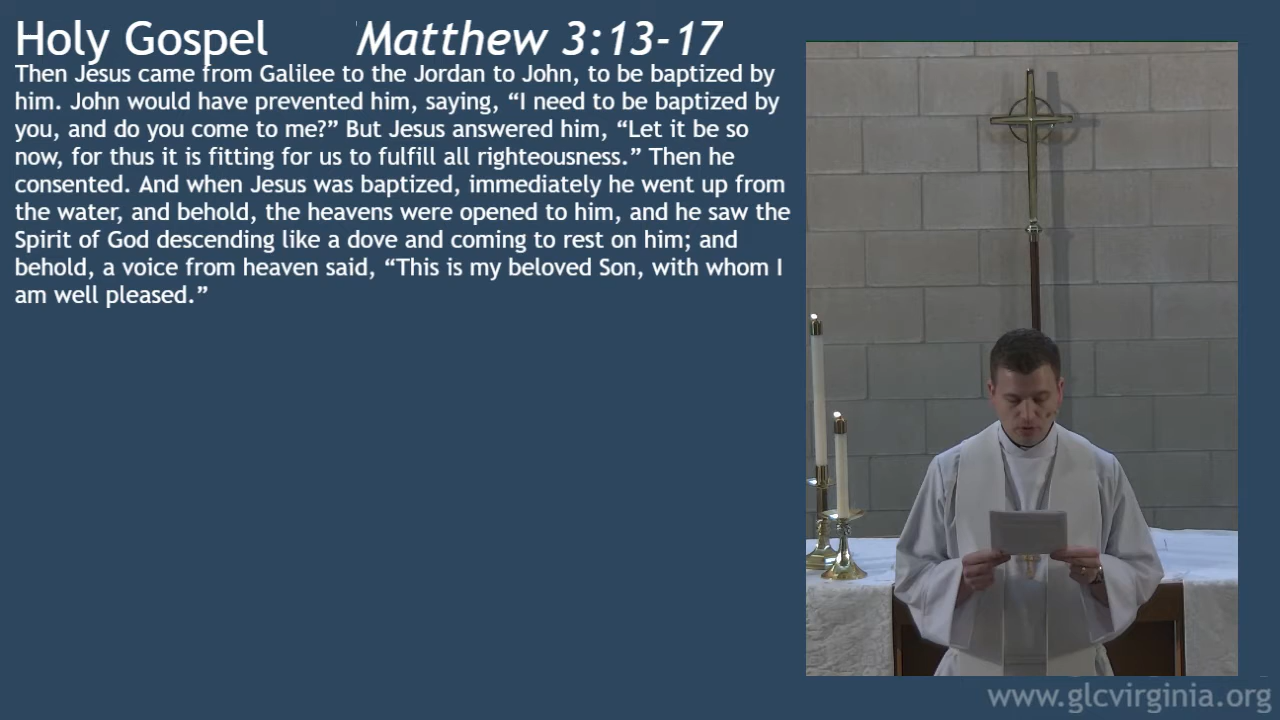 Holy Gospel Matthew 3:13-17
Then Jesus came from Galilee to the Jordan to John, to be baptized by
him. John would have prevented him, saying, “I need to be baptized by
you, and do you come to me?” But Jesus answered him, “Let it be so
now, for thus it is fitting for us to fulfill all righteousness.” Then he
consented. And when Jesus was baptized, immediately he went up from
the water, and behold, the heavens were opened to him, and he saw the
Spirit of God descending like a dove and coming to rest on him; and
behold, a voice from heaven said, “This is my beloved Son, with whom I
am well pleased.”
www.glcvirginia.org